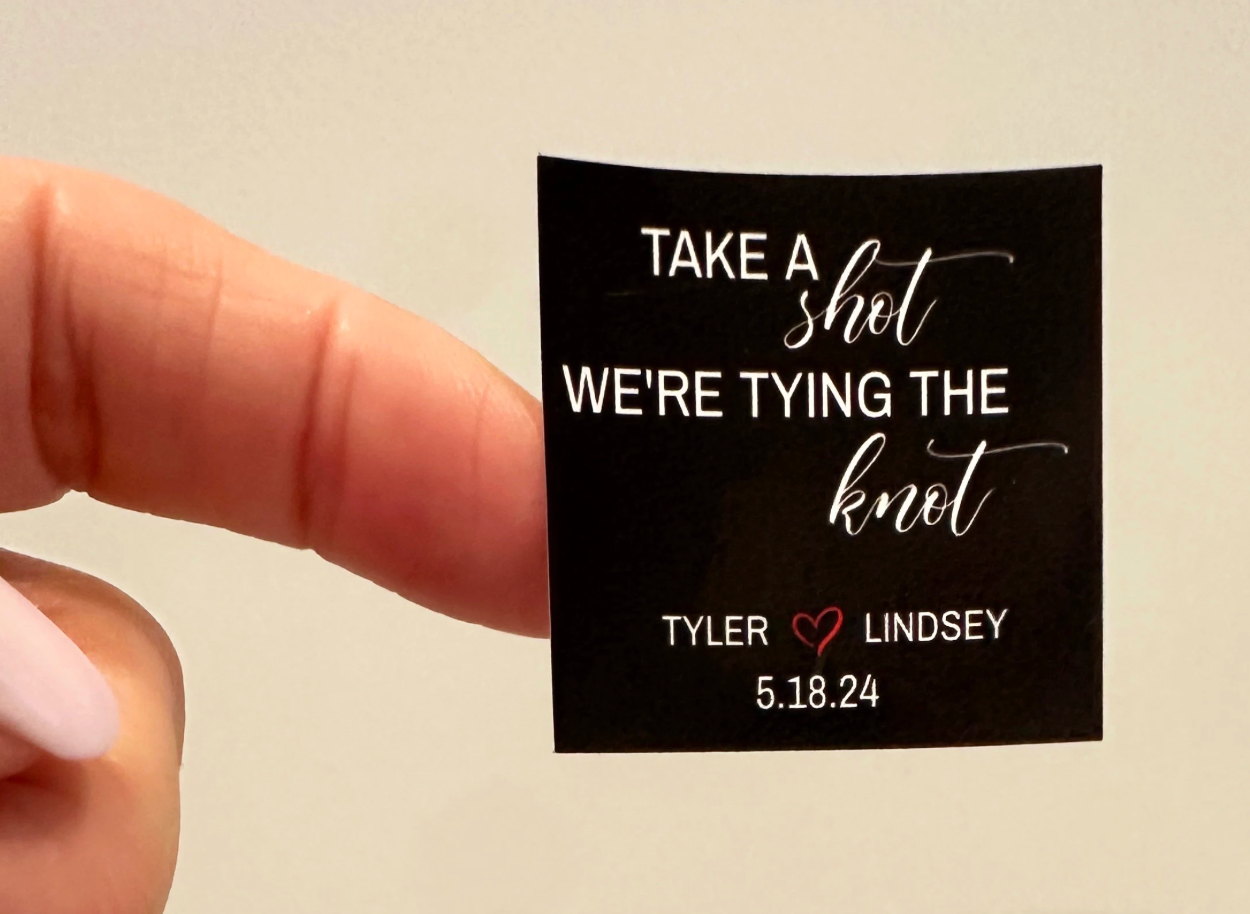 TAKE A shot
WE'RE TYING THE
knot
TYLER LINDSEY
5.18.24